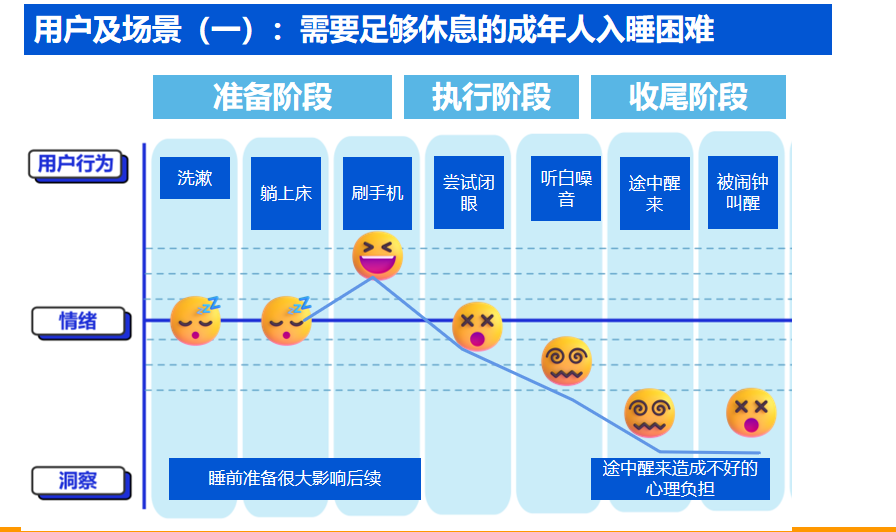 用户及场景（一）：需要足够休息的成年人入睡困难
准备阶段
执行阶段
收尾阶段
用户行为
洗漱
躺上床
刷手机
尝试闭
眼
听白噪
音
途中醒
来
被闹钟
叫醒
情绪
洞察
睡前准备很大影响后续
途中醒来造成不好的
心理负担